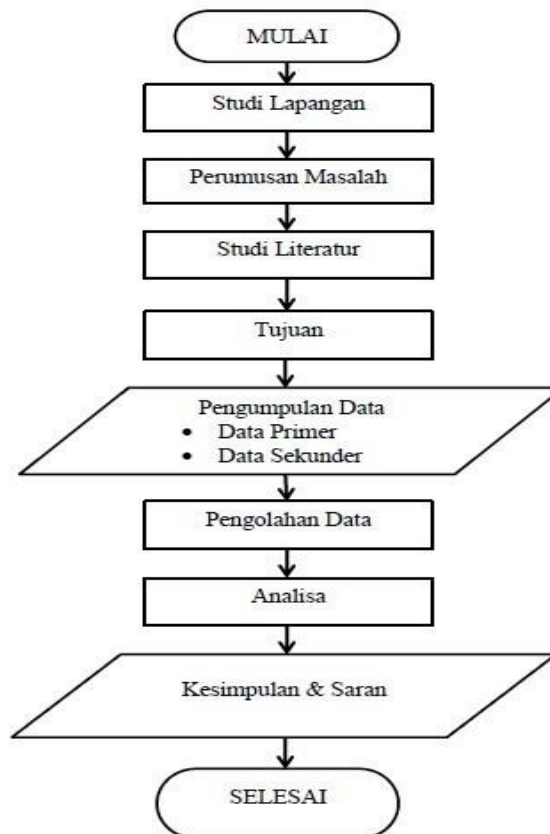 MULAI
Studi Lapangan
Perumusan Masalah
Studi Literatur
Tujuan
Pengumpulan Data
• Data Primer
• Data Sekunder
Pengolahan Data
Analisa
Kesimpulan & Saran
SELESAI